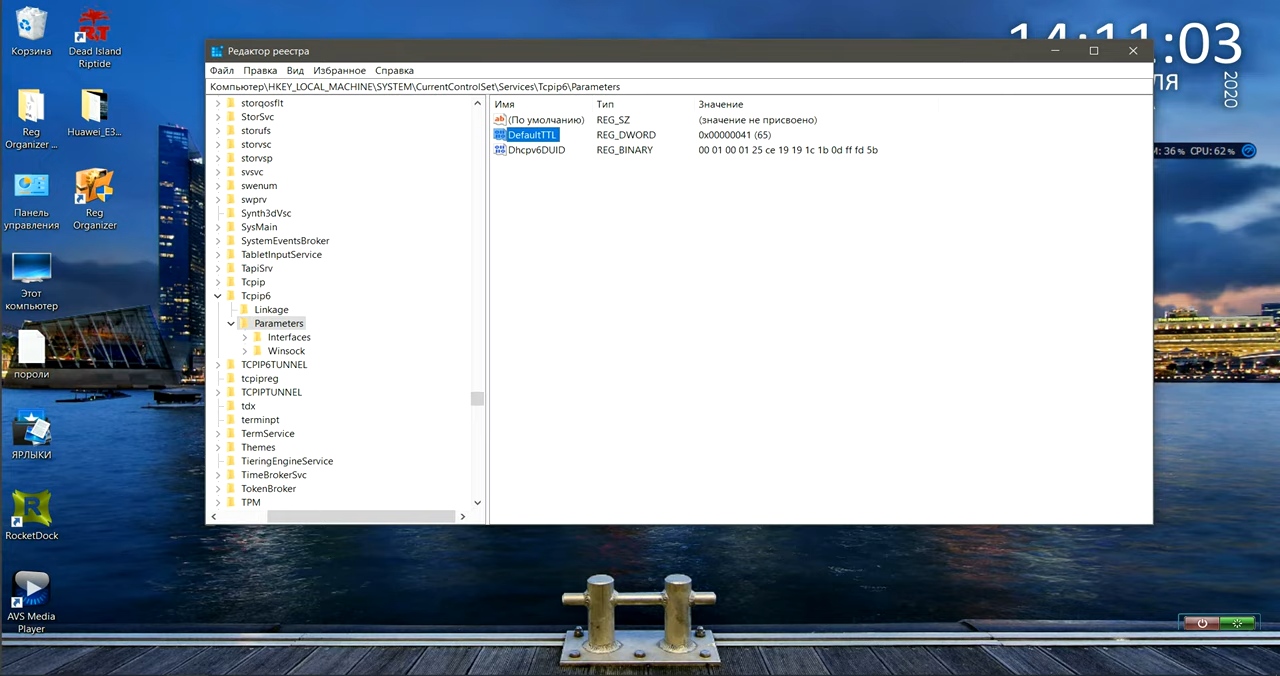 Корзина
Dead Island
Riptide
Reg
Organizer ...
Huawei_E3...
Панель
управления
Reg
Organizer
Этот
компьютер
пороли
ЯРЛЫКИ
RocketDock
AVS Media
Player
Редактор реестра
Файл Правка Вид Избранное Справка
Компьютер\HKEY_LOCAL_MACHINE\SYSTEM\CurrentControlSet\Services\Tcpip6\Parameters
storqosflt
StorSvc
storufs
storvsc
storvsp
svsvc
swenum
swprv
Synth3dVsc
SysMain
SystemEventsBroker
TabletInputService
TapiSrv
Tcpip
Tcpip6
Linkage
Parameters
Interfaces
Winsock
TCPIP6TUNNEL
tcpipreg
TCPIPTUNNEL
tdx
terminpt
TermService
Themes
TieringEngineService
TimeBrokerSvc
TokenBroker
TPM
Имя Тип Значение
(По умолчанию) REG_SZ (значение не присвоено)
DefaultTTL REG_DWORD 0x00000041 (65)
Dhcpv6DUID REG_BINARY 00 01 00 01 25 ce 19 19 1c 1b 0d ff fd 5b
14:11:03
2020
36% CPU: 62%